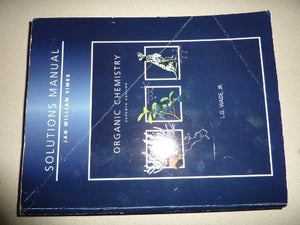 SOLUTIONS MANUAL
JAN WILLIAM SIMEK
ORGANIC CHEMISTRY
L.G. WADE, JR.